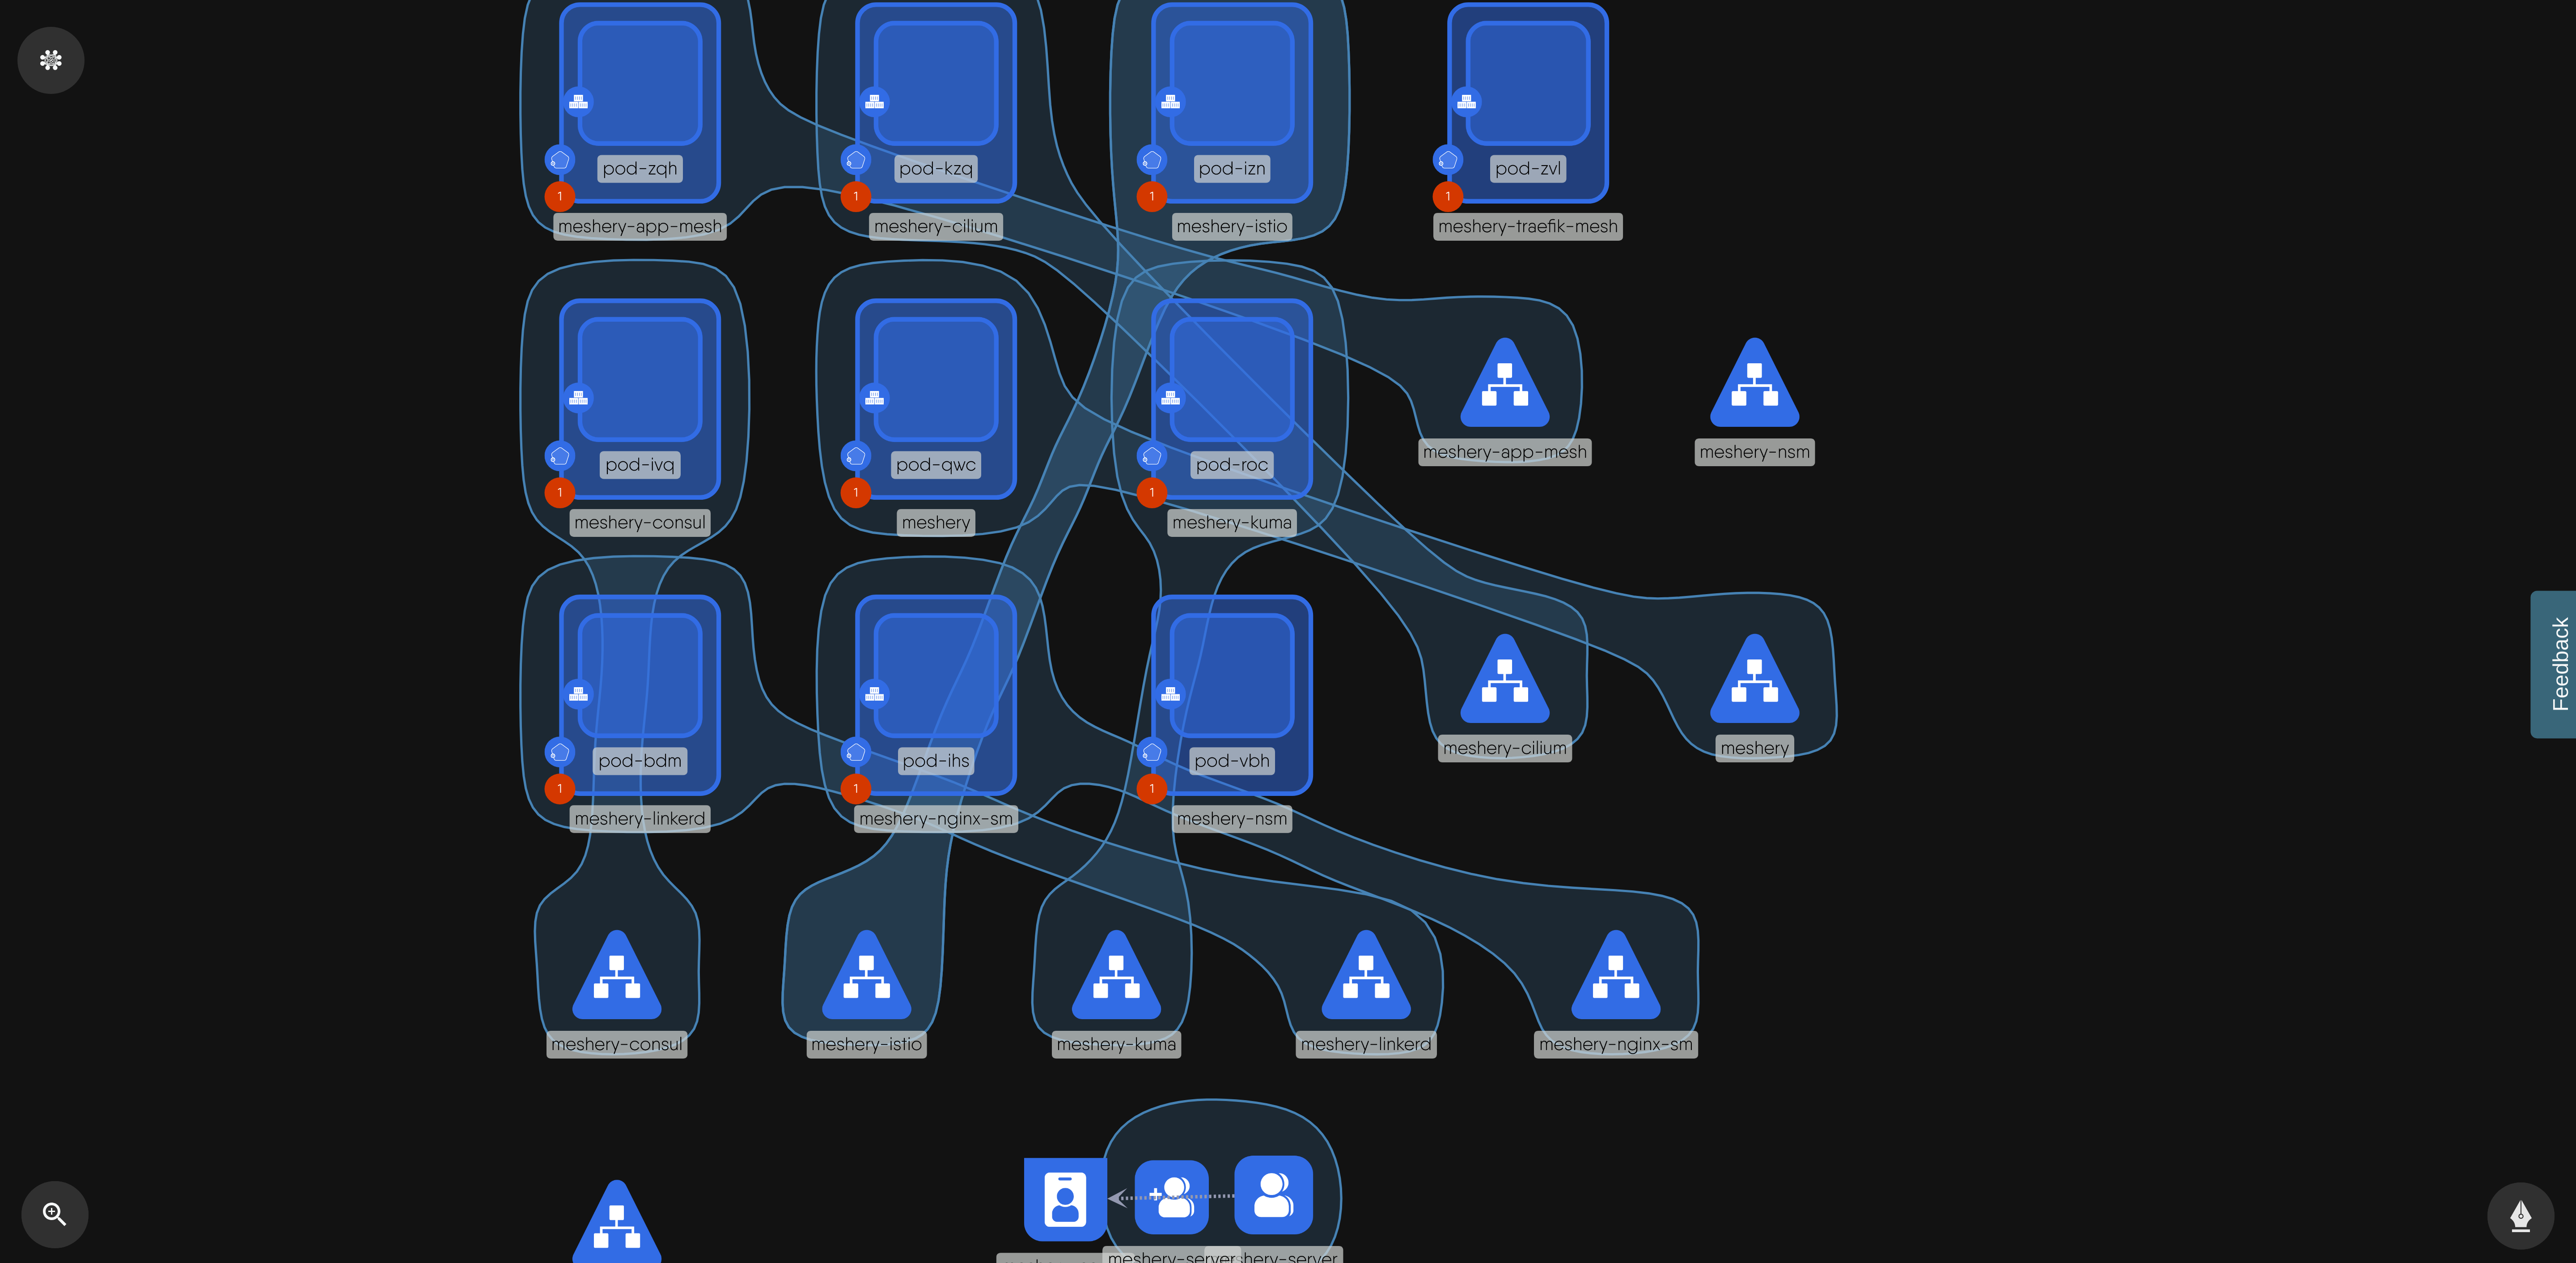 pod-zqh
pod-kzq
pod-izn
pod-zvl
1
1
1
1
meshery-app-mesh
meshery-cilium
meshery-istio
meshery-traefik-mesh
pod-ivq
pod-qwc
pod-roc
meshery-app-mesh
meshery-nsm
1
1
1
meshery-consul
meshery
meshery-kuma
Feedback
pod-bdm
pod-ihs
pod-vbh
meshery-cilium
meshery
1
1
1
meshery-linkerd
meshery-nginx-sm
meshery-nsm
meshery-consul
meshery-istio
meshery-kuma
meshery-linkerd
meshery-nginx-sm
meshery-server